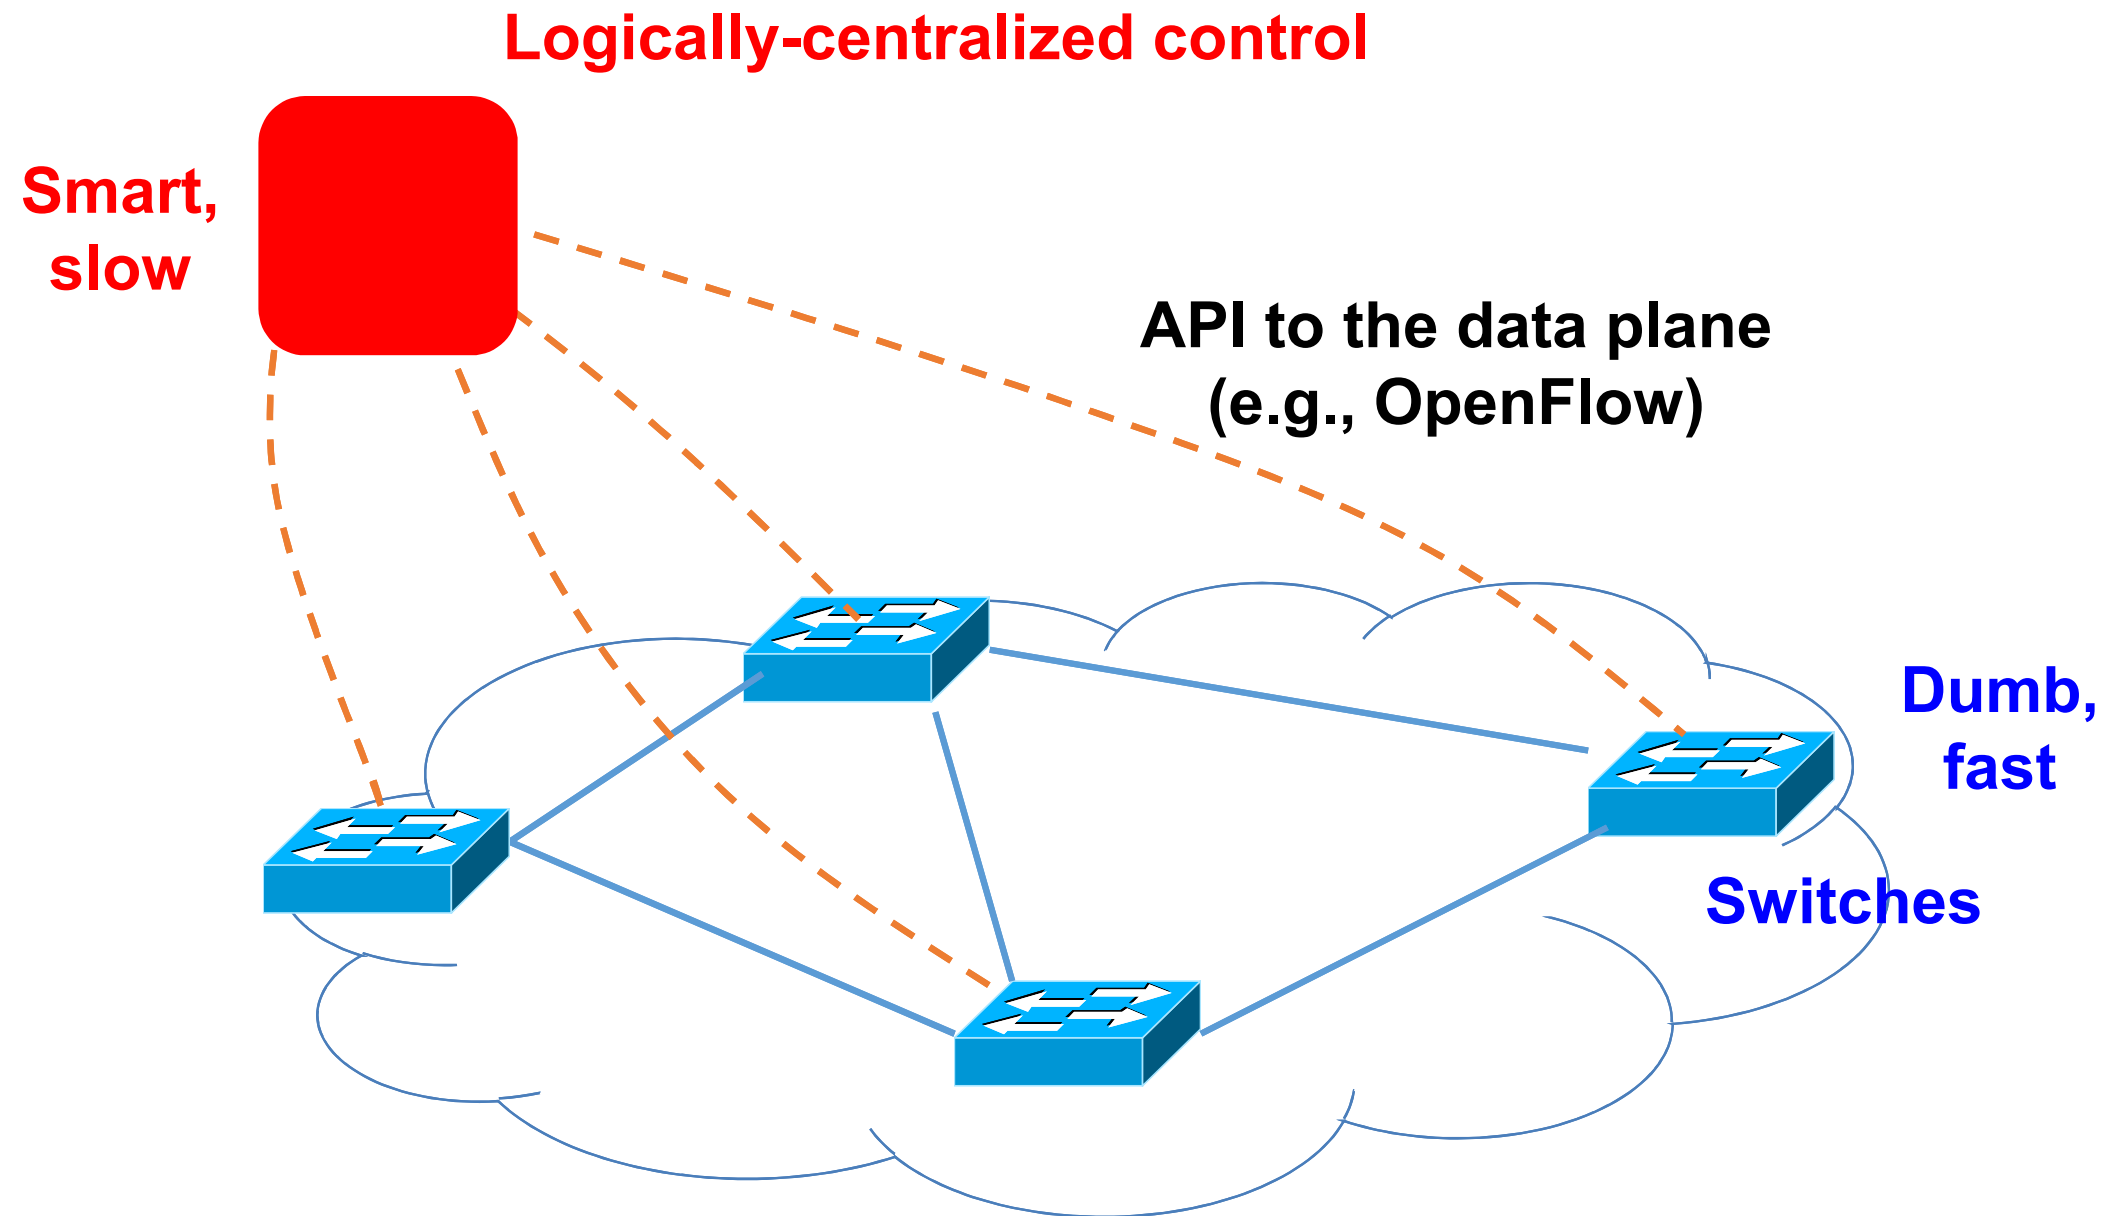 Logically-centralized control
Smart,
slow
API to the data plane
(e.g., OpenFlow)
Dumb,
fast
Switches